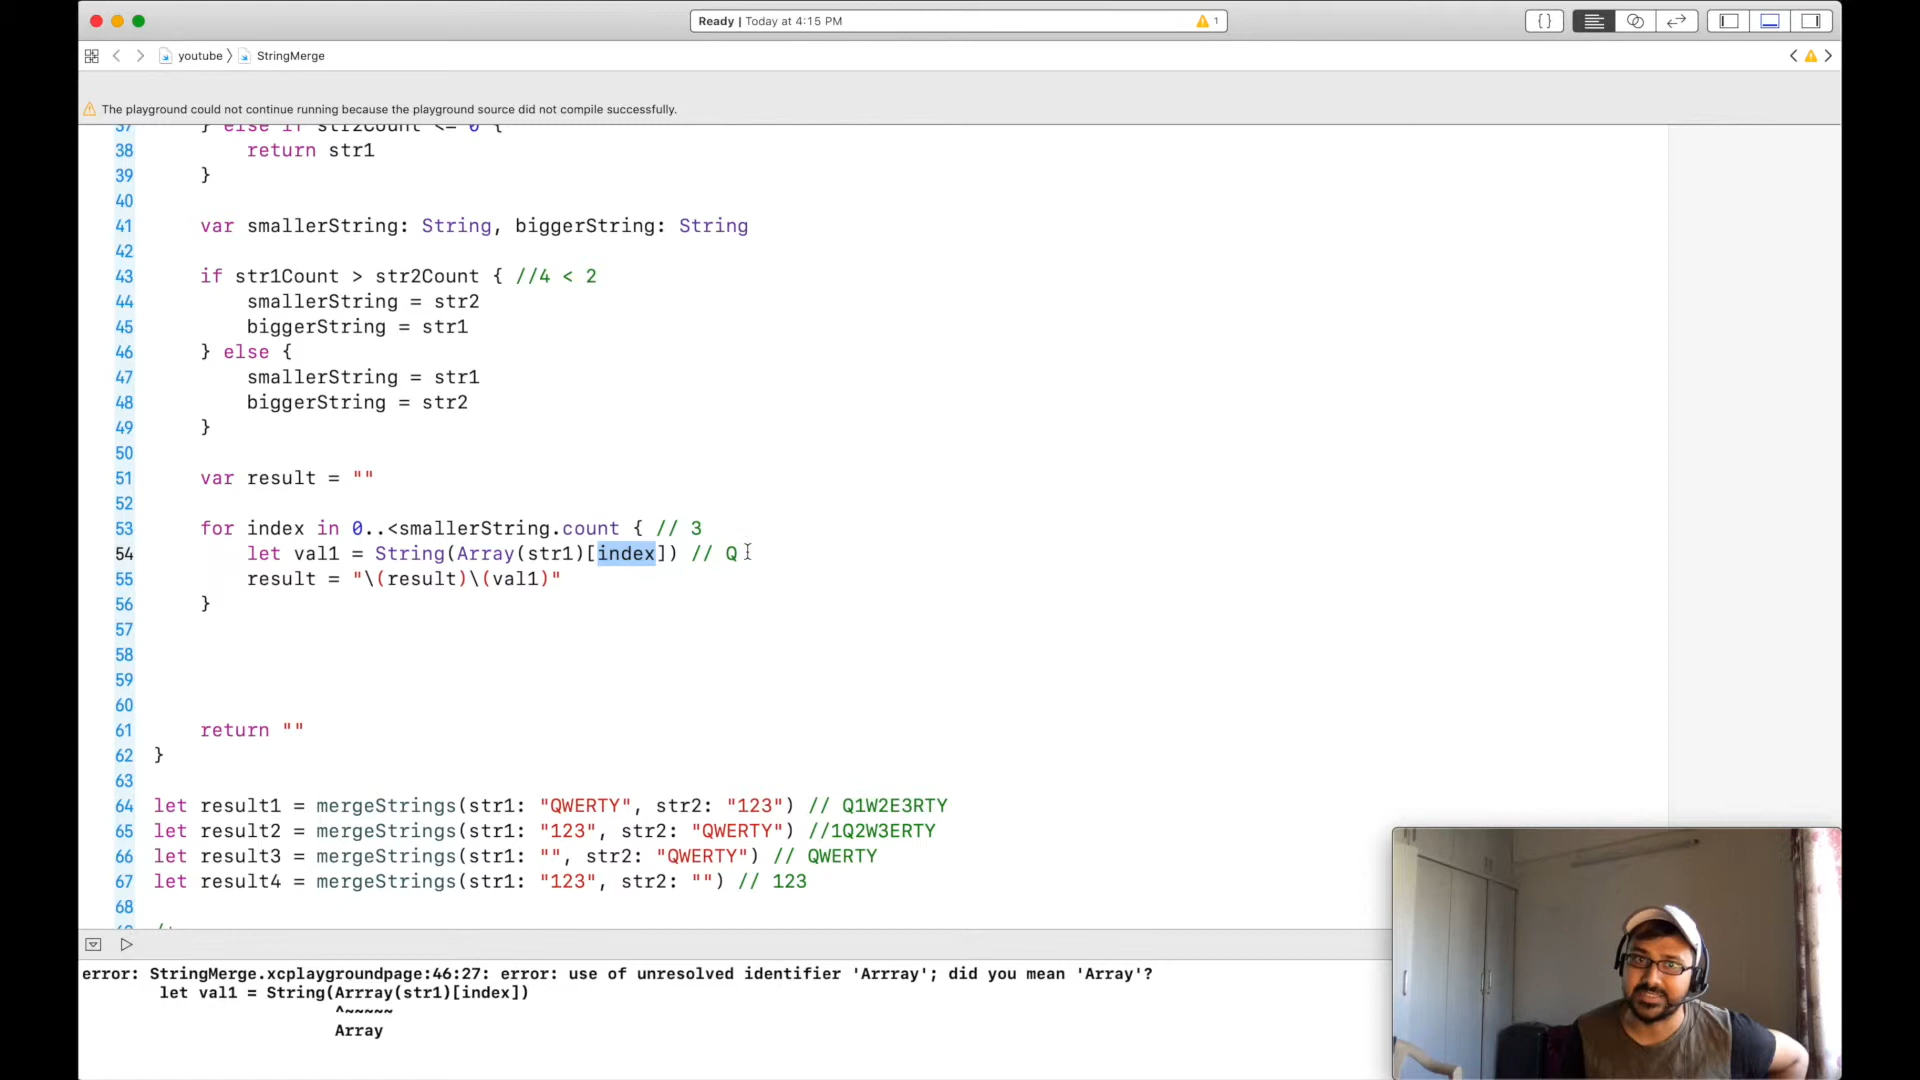 Ready | Today at 4:15 PM
1
{ }
youtube 〉 StringMerge
The playground could not continue running because the playground source did not compile successfully.
37 } else if str2Count <= 0 {
38 return str1
39 }
40
41 var smallerString: String, biggerString: String
42
43 if str1Count > str2Count { //4 < 2
44 smallerString = str2
45 biggerString = str1
46 } else {
47 smallerString = str1
48 biggerString = str2
49 }
50
51 var result = ""
52
53 for index in 0..<smallerString.count { // 3
54 let val1 = String(Array(str1)[index]) // Q
55 result = "\(result)\(val1)"
56 }
57
58
59
60
61 return ""
62 }
63
64 let result1 = mergeStrings(str1: "QWERTY", str2: "123") // Q1W2E3RTY
65 let result2 = mergeStrings(str1: "123", str2: "QWERTY") //1Q2W3ERTY
66 let result3 = mergeStrings(str1: "", str2: "QWERTY") // QWERTY
67 let result4 = mergeStrings(str1: "123", str2: "") // 123
68
error: StringMerge.xcplaygroundpage:46:27: error: use of unresolved identifier 'Arrray'; did you mean 'Array'?
let val1 = String(Arrray(str1)[index])
^~~~~~
Array